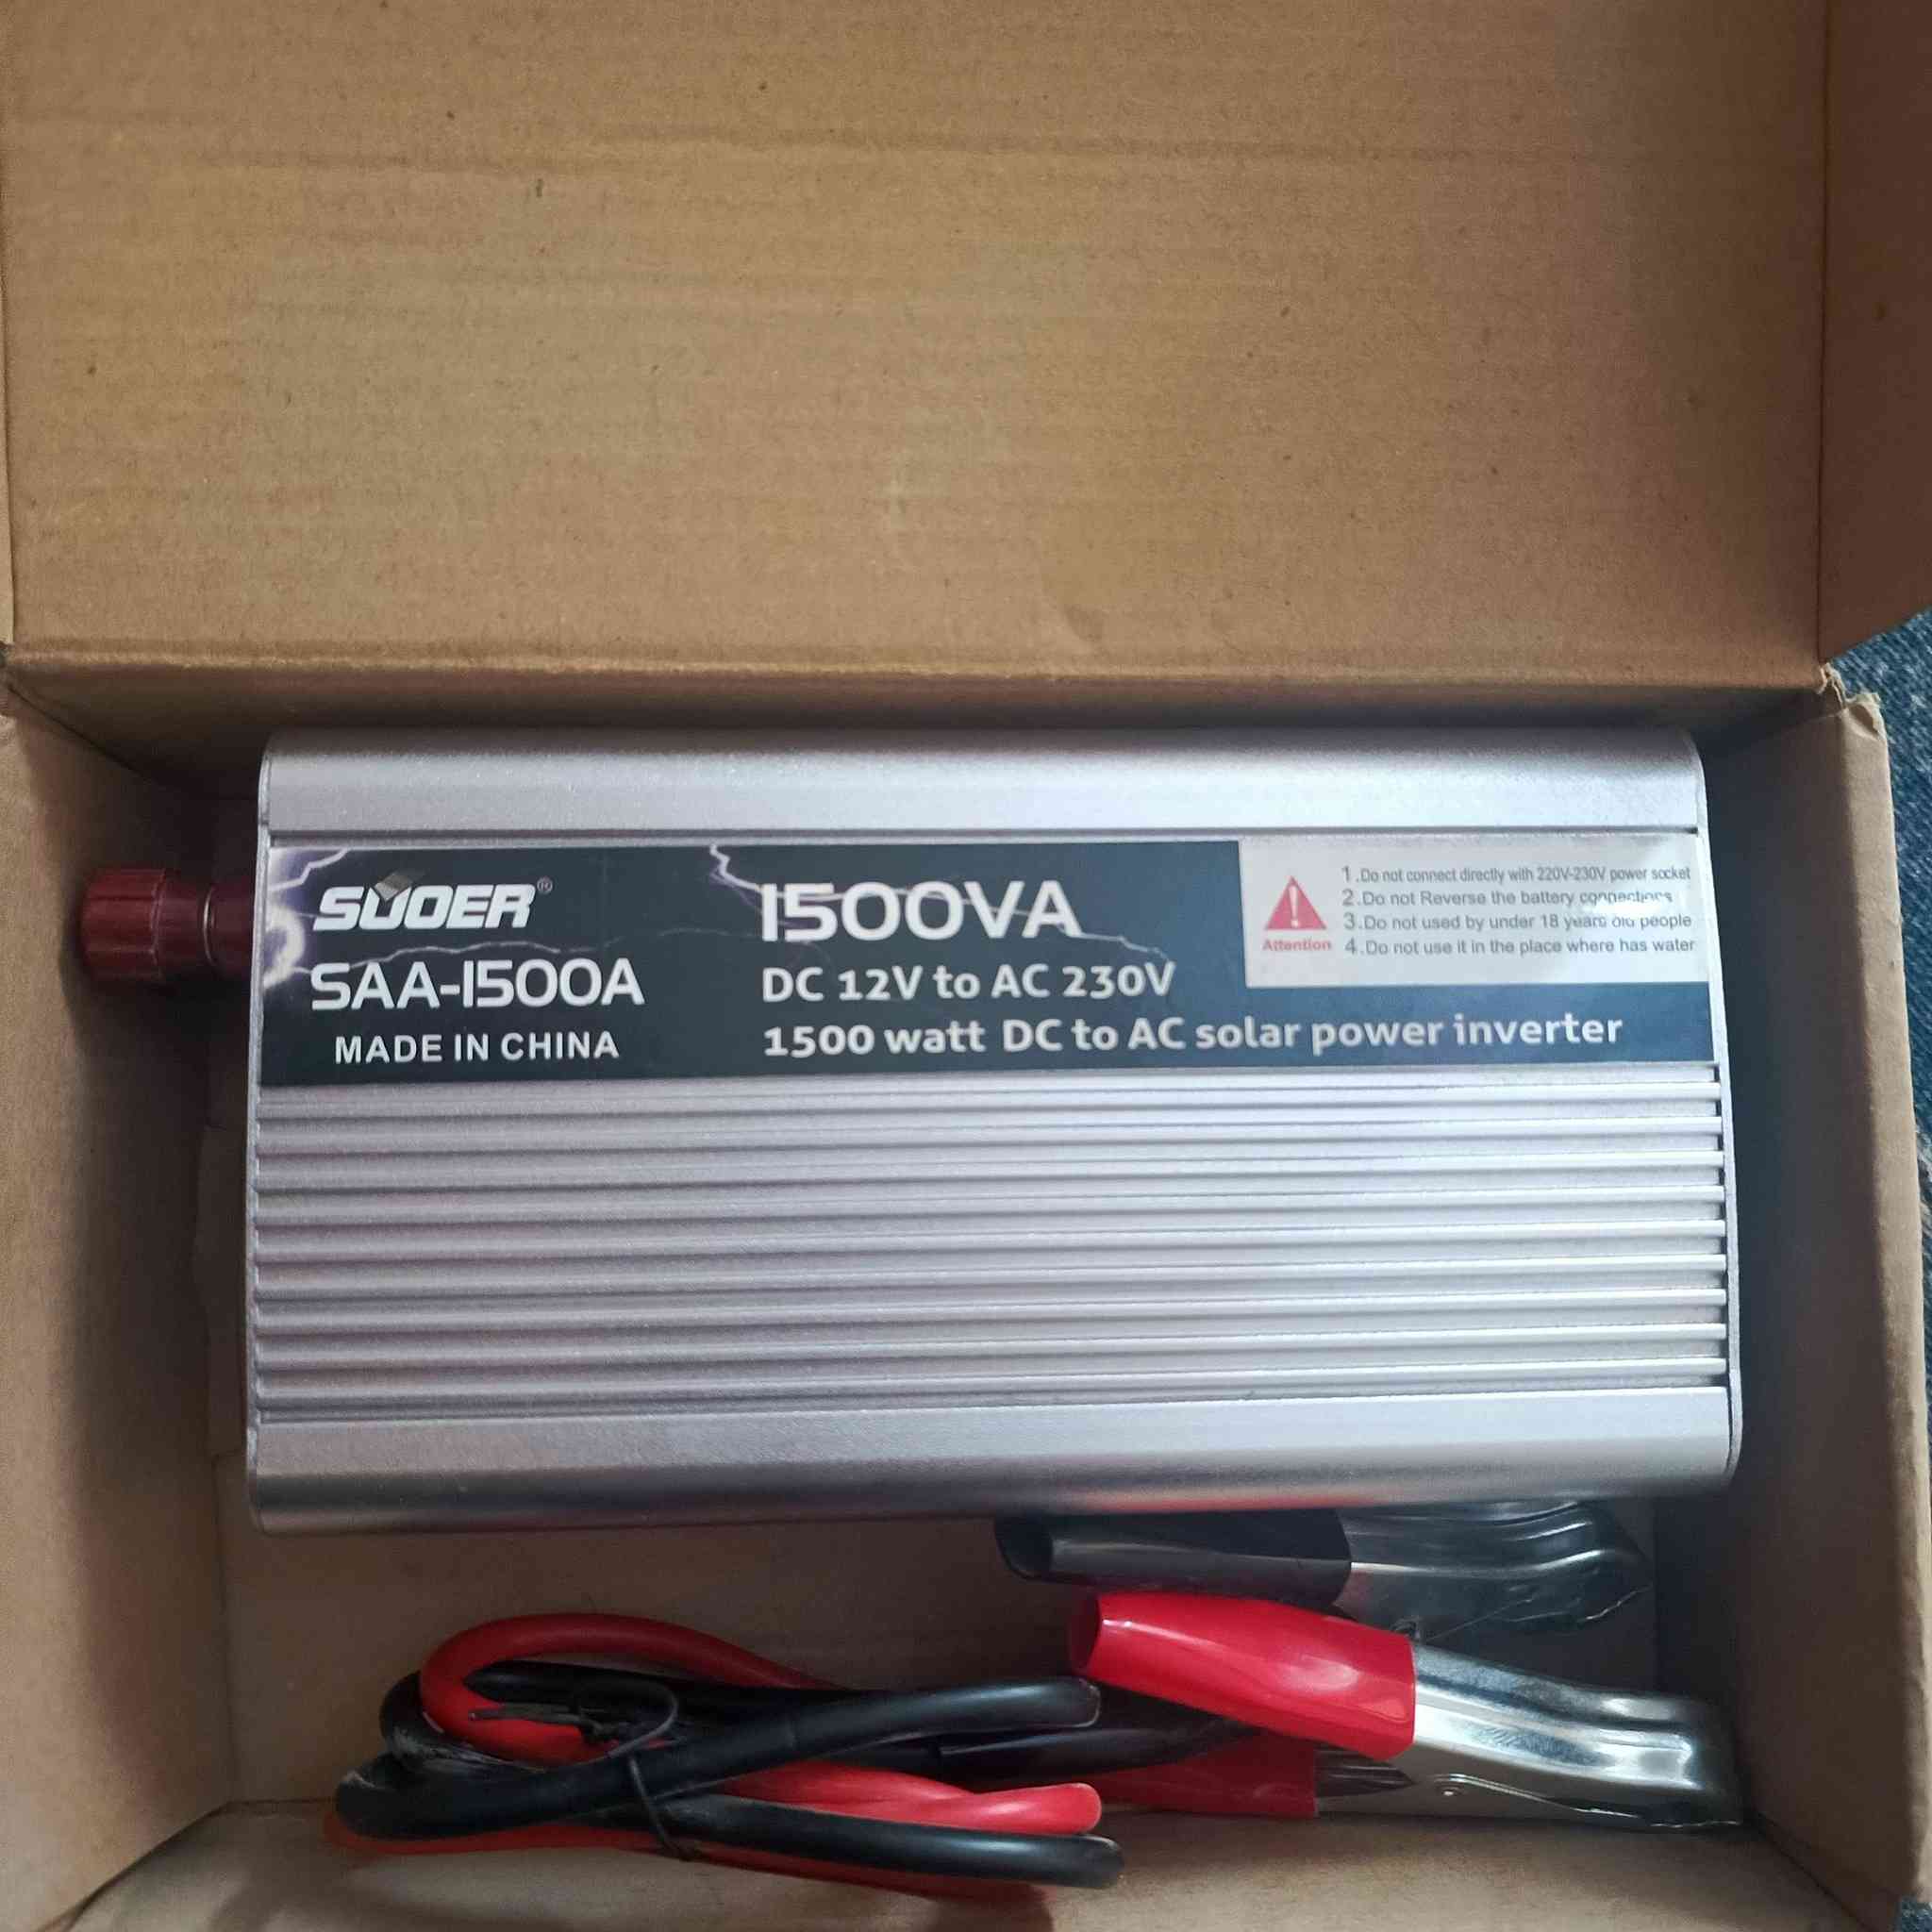 SUOER®
SAA-1500A
MADE IN CHINA
1500VA
DC 12V to AC 230V
1500 watt DC to AC solar power inverter
Attention
1.Do not connect directly with 220V-230V power socket
2.Do not Reverse the battery connections
3.Do not used by under 18 years old people
4.Do not use it in the place where has water